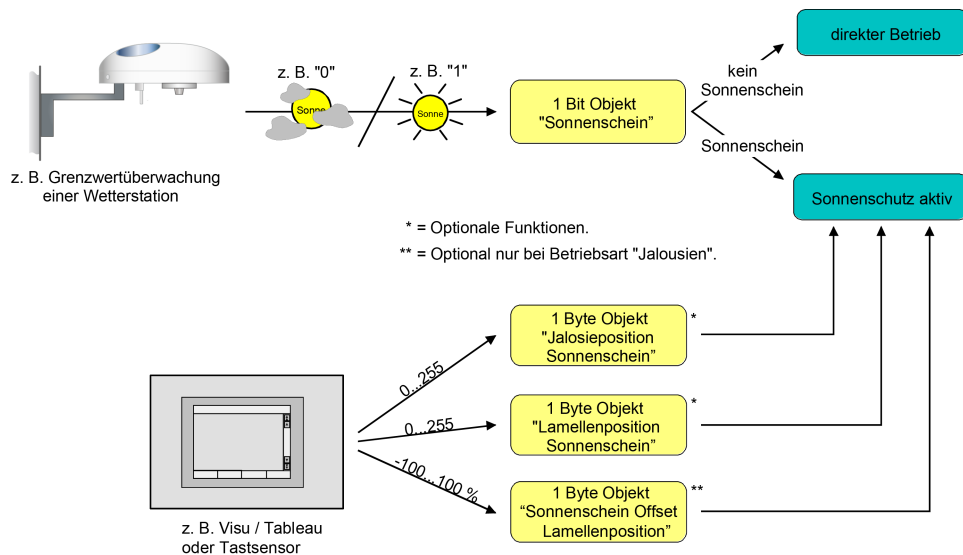 direkter Betrieb
z. B. "0"
z. B. "1"
kein
Sonnenschein
Sonne
Sonne
1 Bit Objekt
"Sonnenschein”
Sonnenschein
z. B. Grenzwertüberwachung
einer Wetterstation
Sonnenschutz aktiv
* = Optionale Funktionen.
** = Optional nur bei Betriebsart "Jalousien".
1 Byte Objekt
"Jalosieposition
Sonnenschein”
*
0...255
1 Byte Objekt
"Lamellenposition
Sonnenschein”
*
0...255
-100...100 %
1 Byte Objekt
“Sonnenschein Offset
Lamellenposition”
**
z. B. Visu / Tableau
oder Tastsensor